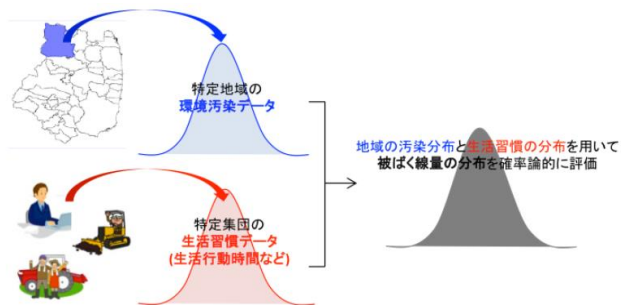 特定地域の
環境汚染データ
地域の汚染分布と生活習慣の分布を用いて
被ばく線量の分布を確率論的に評価
特定集団の
生活習慣データ
(生活行動時間など)